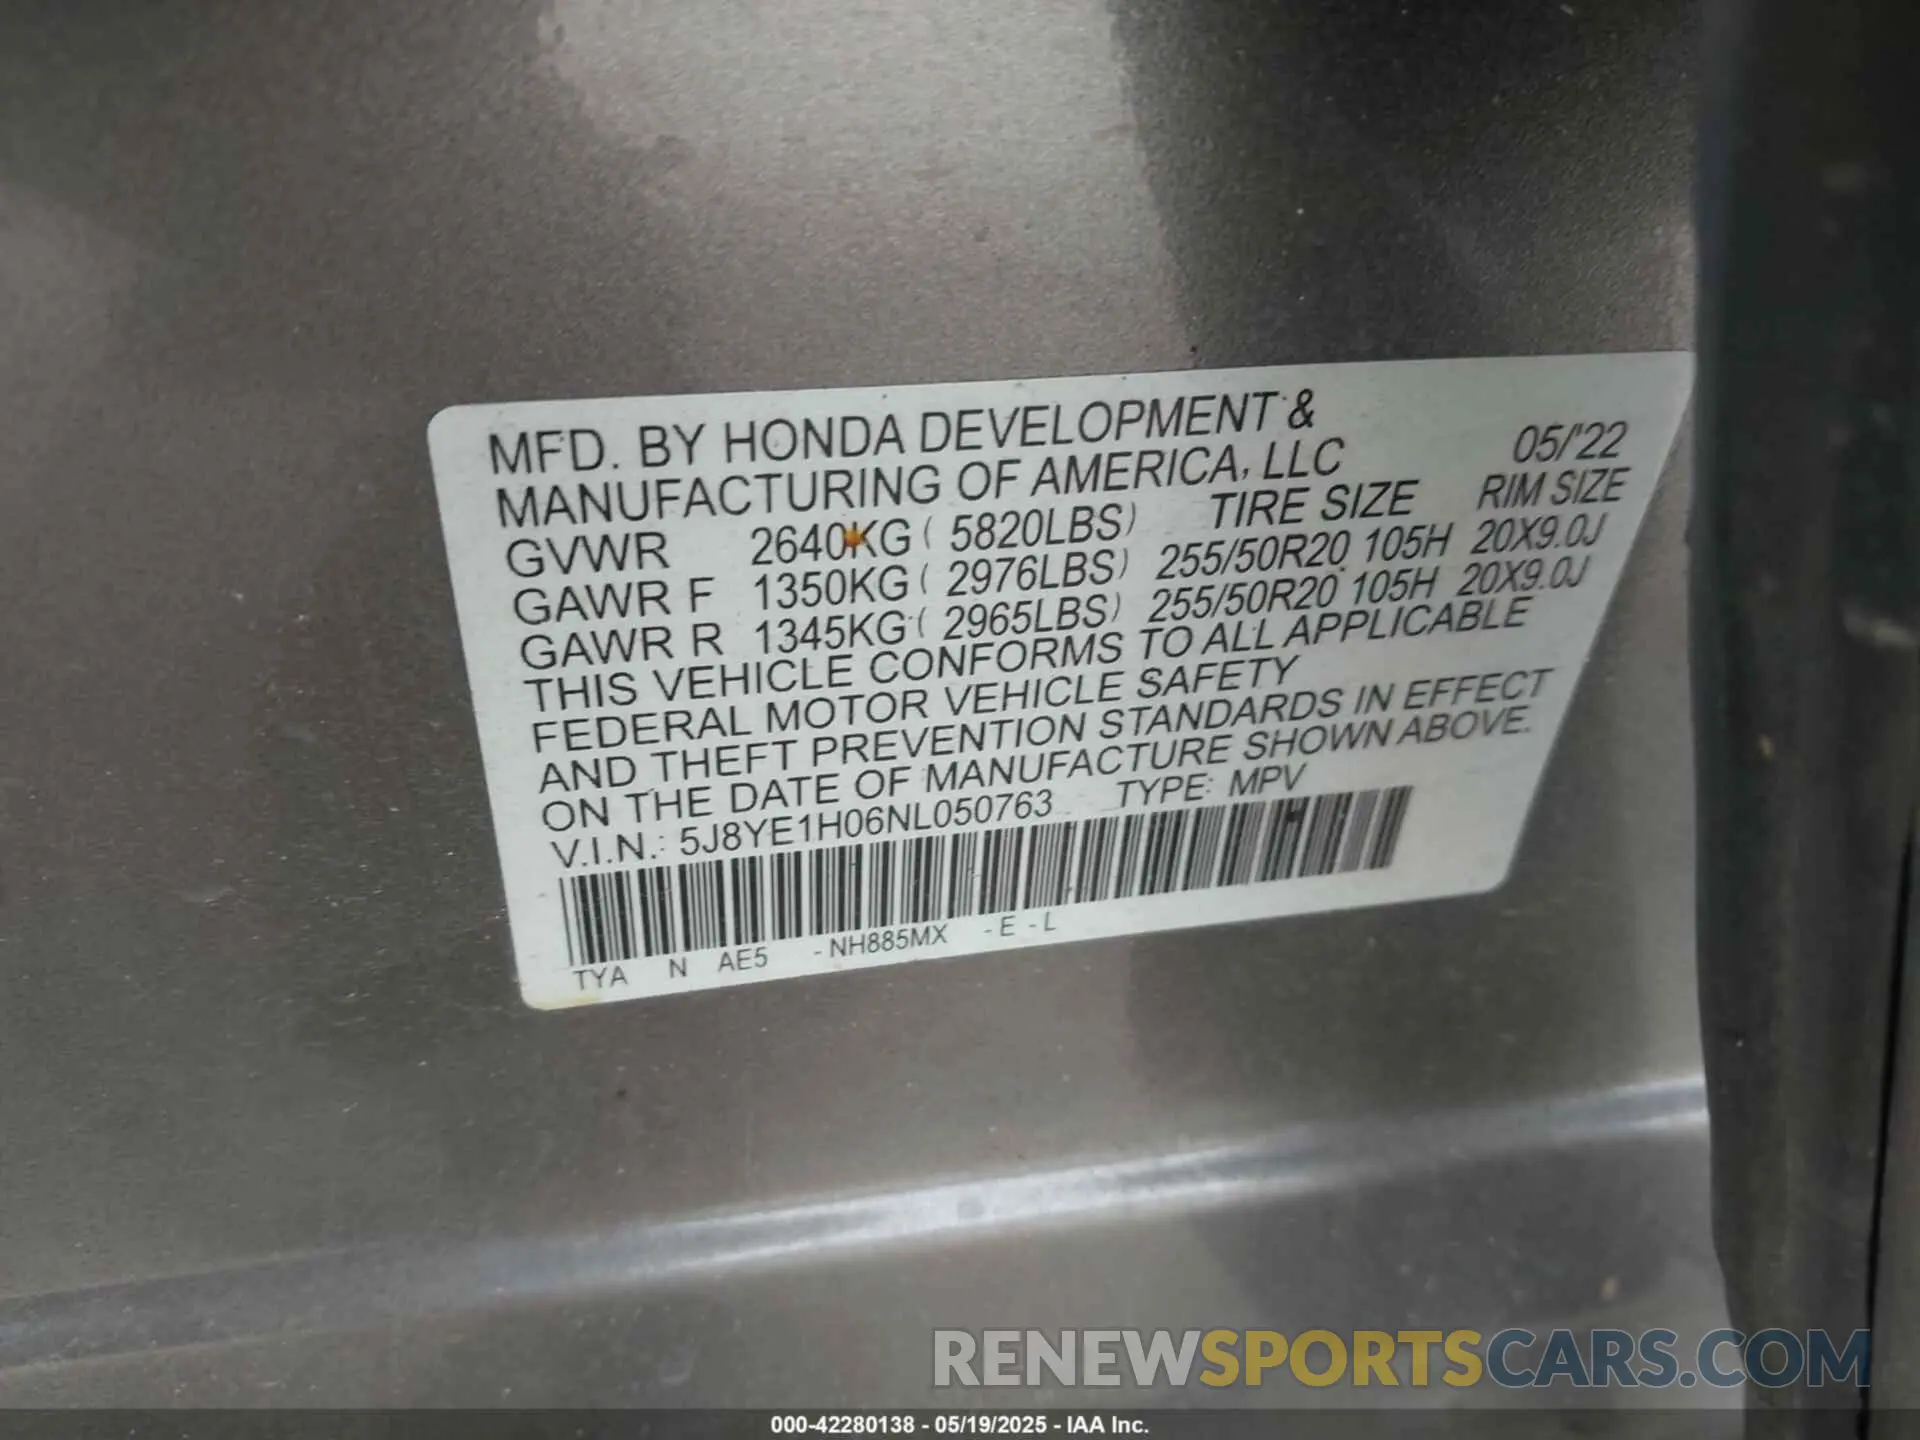 MFD. BY HONDA DEVELOPMENT &
MANUFACTURING OF AMERICA, LLC 05/'22
GVWR 2640KG ( 5820LBS) TIRE SIZE RIM SIZE
GAWR F 1350KG ( 2976LBS) 255/50R20 105H 20X9.0J
GAWR R 1345KG ( 2965LBS) 255/50R20 105H 20X9.0J
THIS VEHICLE CONFORMS TO ALL APPLICABLE
FEDERAL MOTOR VEHICLE SAFETY
AND THEFT PREVENTION STANDARDS IN EFFECT
ON THE DATE OF MANUFACTURE SHOWN ABOVE.
V.I.N.: 5J8YE1H06NL050763 TYPE: MPV
TYA N AE5 - NH885MX - E - L
RENEWSPORTSCARS.COM
000-42280138 - 05/19/2025 - IAA Inc.